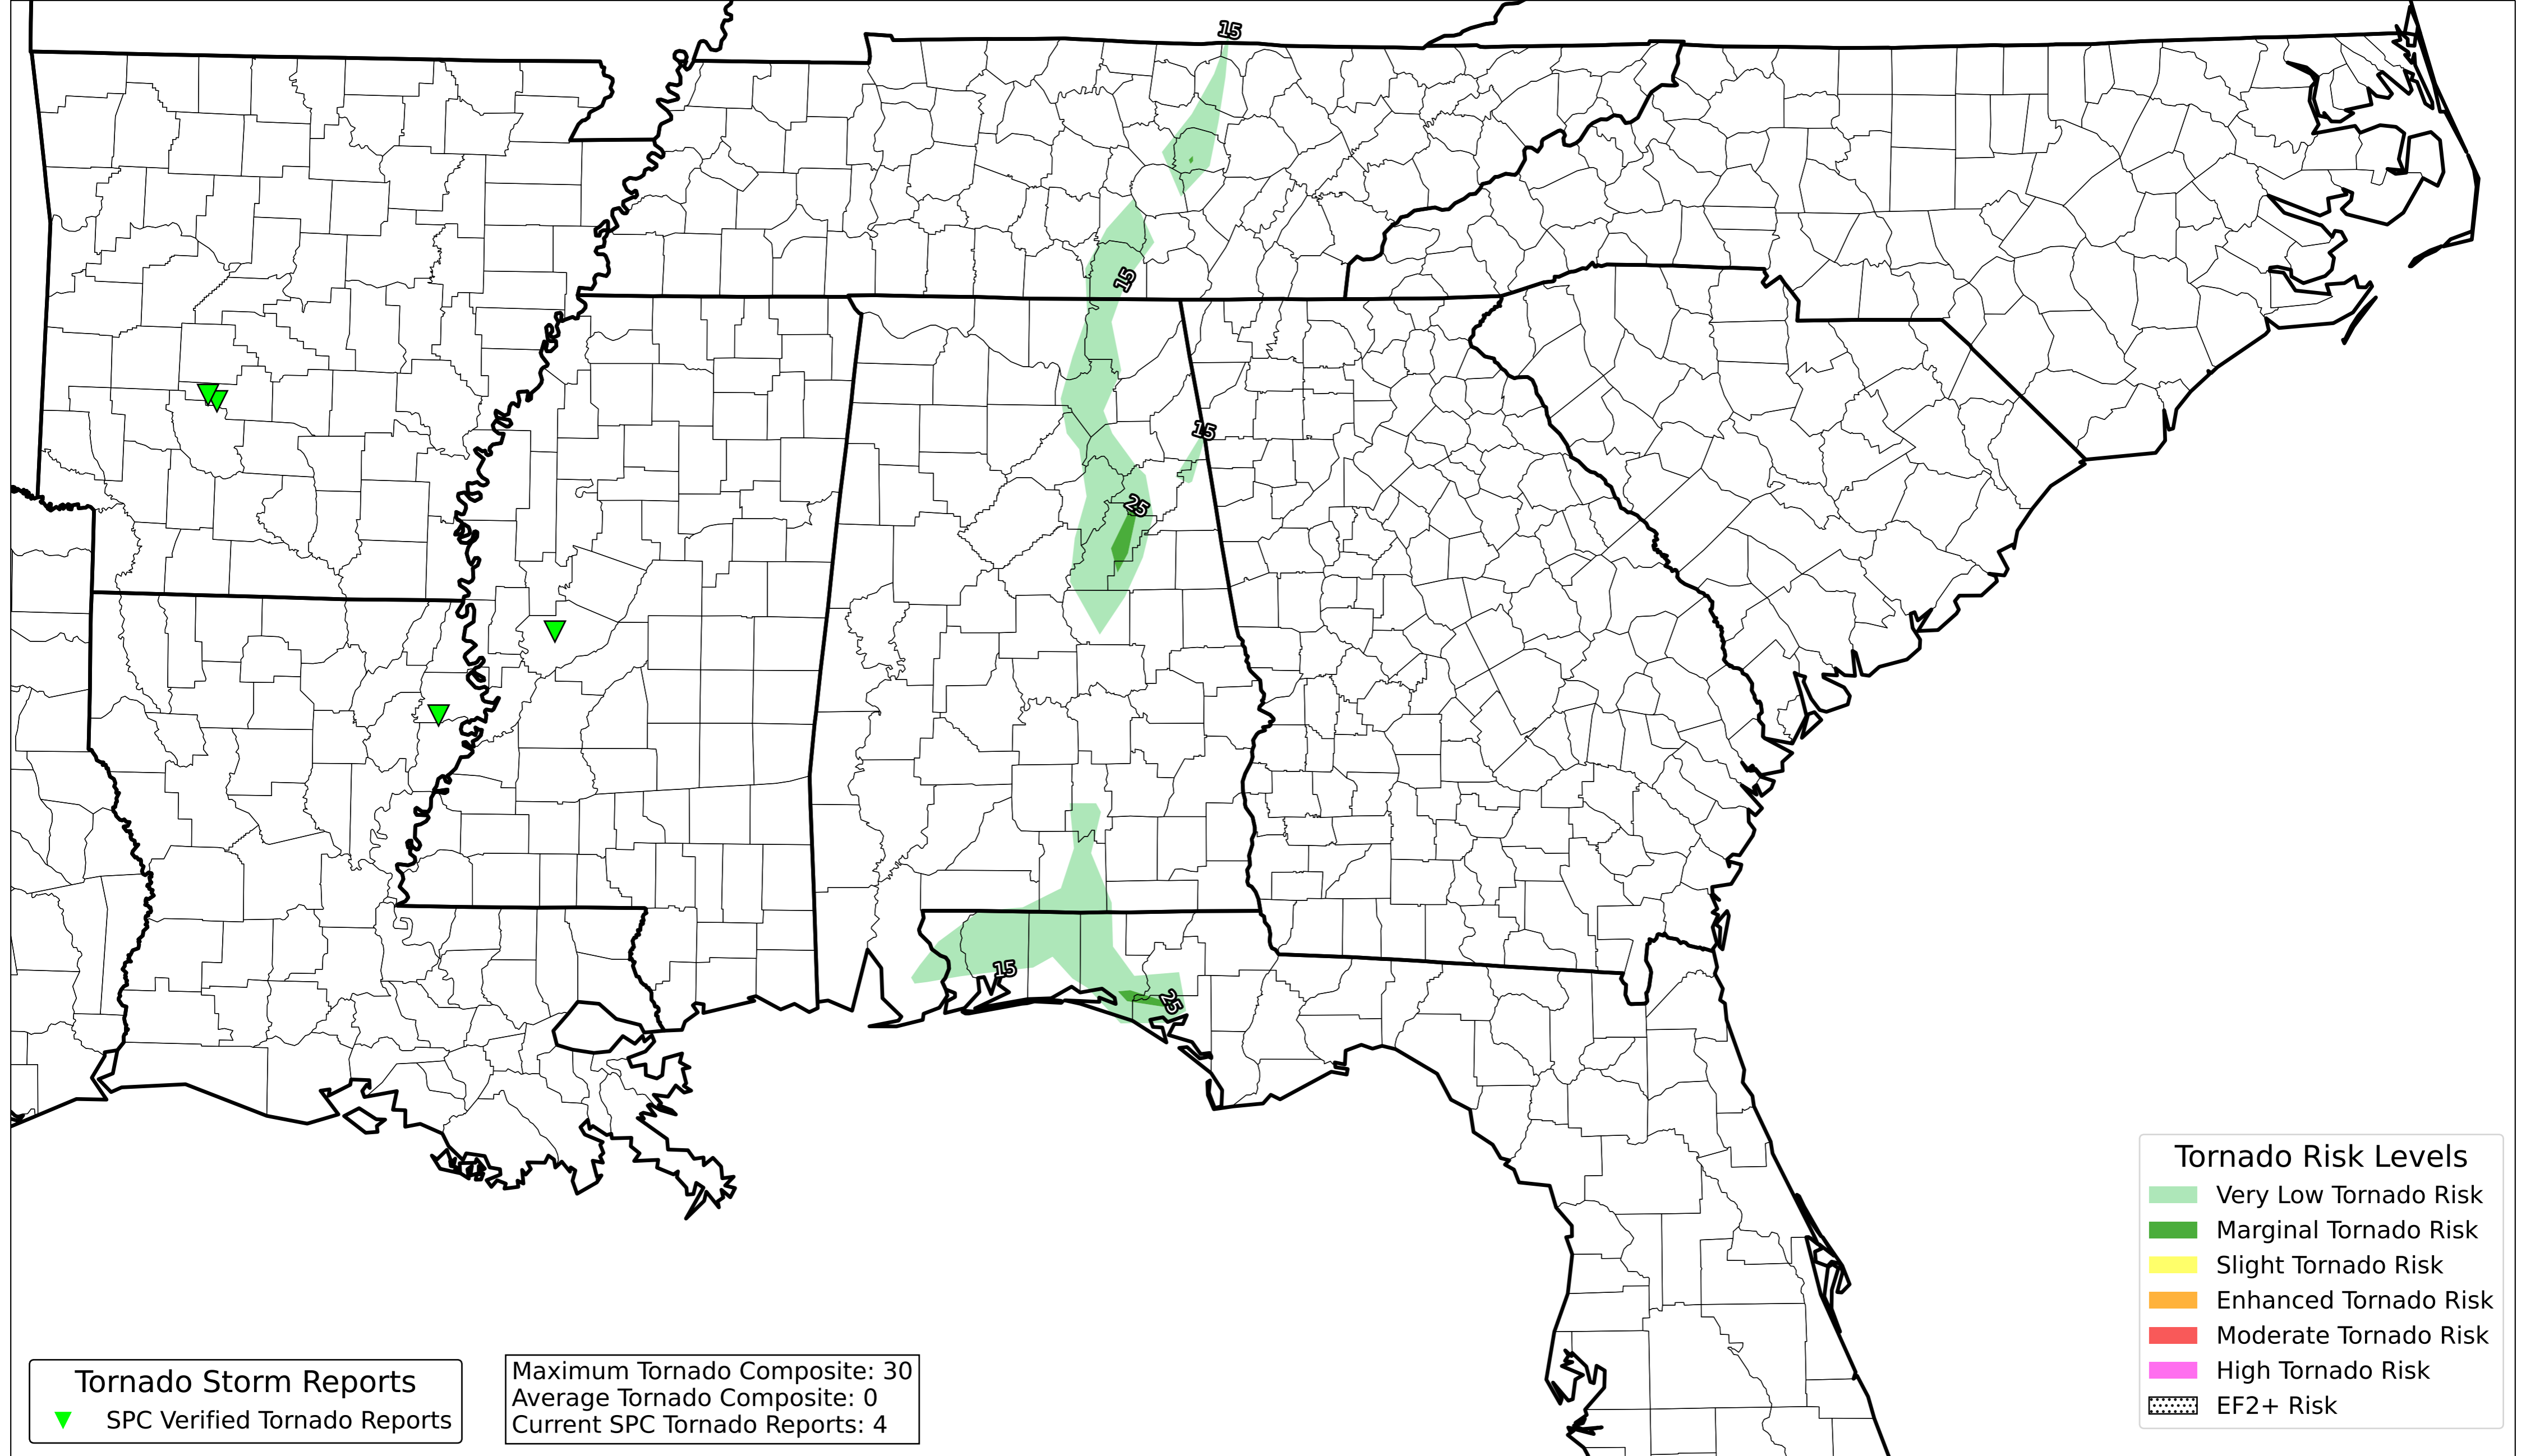 15
15
15
25
15
25
Tornado Risk Levels
Very Low Tornado Risk
Marginal Tornado Risk
Slight Tornado Risk
Enhanced Tornado Risk
Moderate Tornado Risk
High Tornado Risk
EF2+ Risk
Tornado Storm Reports
SPC Verified Tornado Reports
Maximum Tornado Composite: 30
Average Tornado Composite: 0
Current SPC Tornado Reports: 4